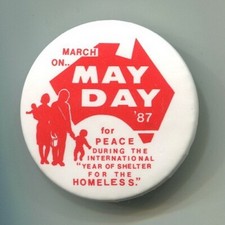 MARCH
ON..
MAY
DAY
'87
for
PEACE
DURING THE
INTERNATIONAL
"YEAR OF SHELTER
FOR THE
HOMELESS."